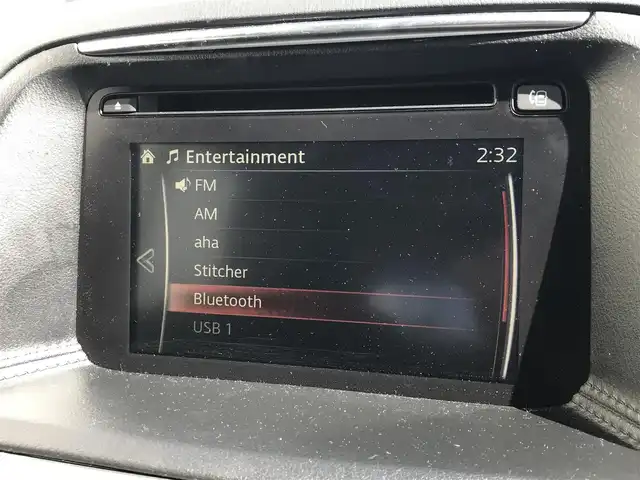 Entertainment 2:32
FM
AM
aha
Stitcher
Bluetooth
USB 1